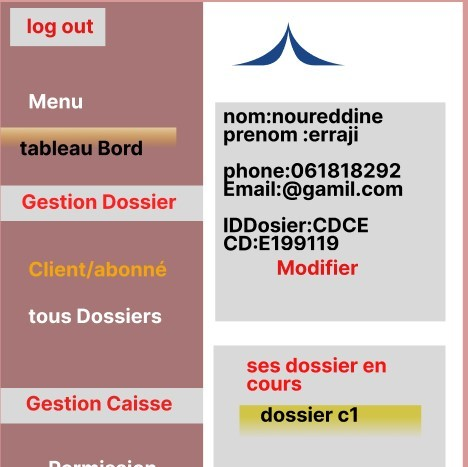 log out
Menu
tableau Bord
Gestion Dossier
Client/abonné
tous Dossiers
Gestion Caisse
Permission
nom:noureddine
prenom :erraji
phone:061818292
Email:@gamil.com
IDDosier:CDCE
CD:E199119
Modifier
ses dossier en
cours
dossier c1